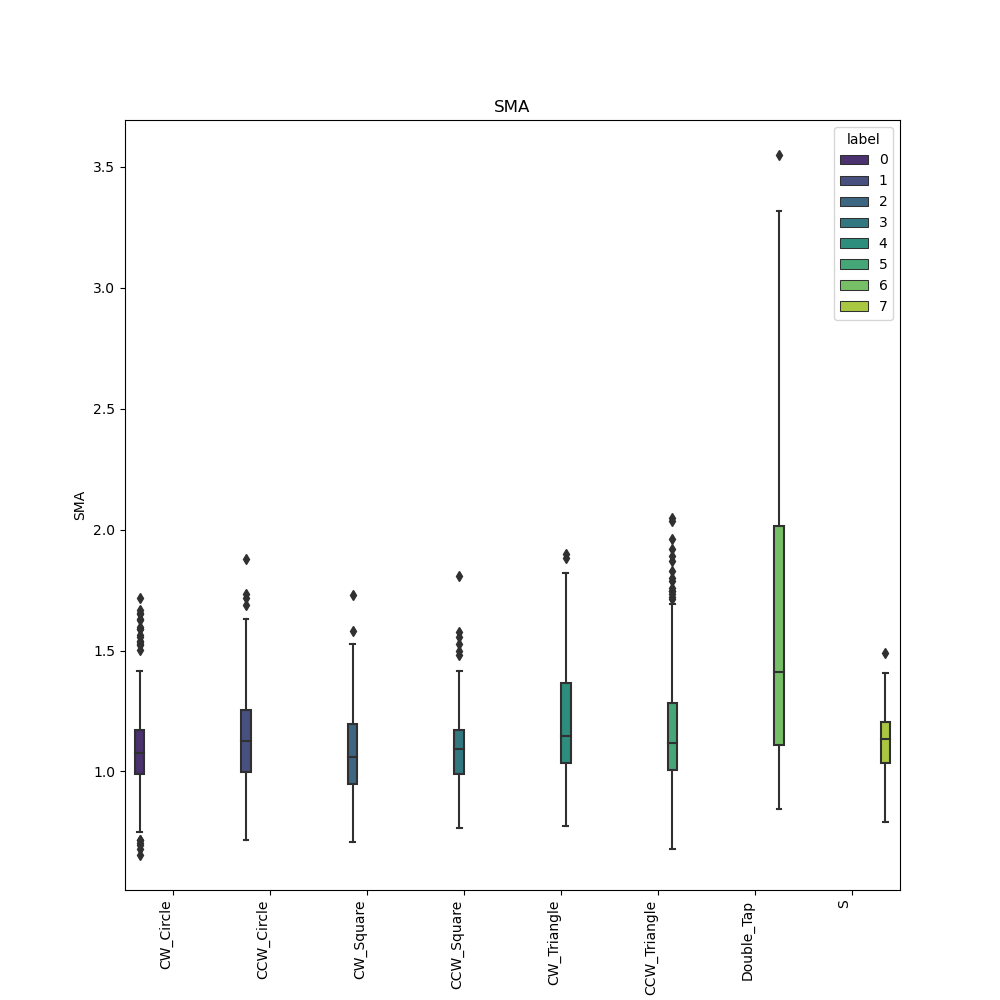 SMA
label
0
1
2
3
4
5
6
7
3.5
3.0
2.5
2.0
1.5
1.0
SMA
CW_Circle
CCW_Circle
CW_Square
CCW_Square
CW_Triangle
CCW_Triangle
Double_Tap
S